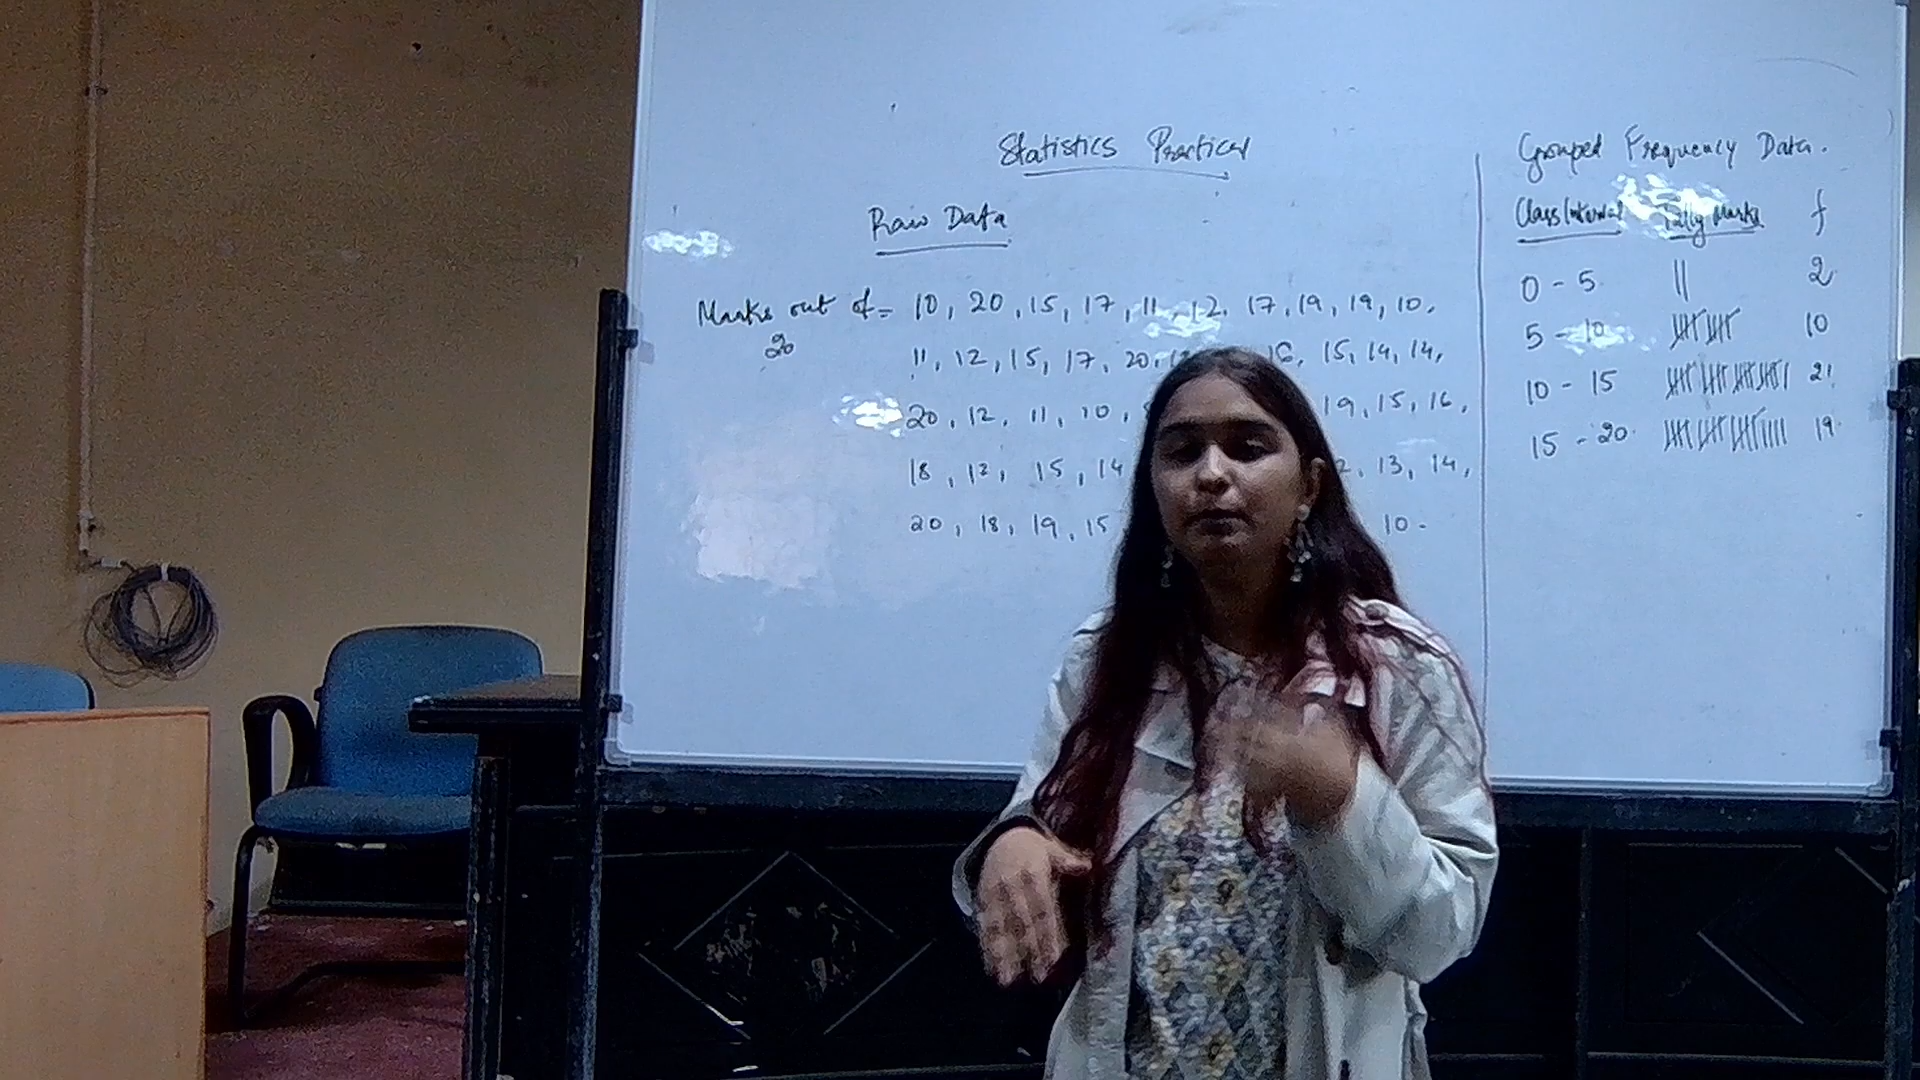 Statistics Practical
Raw Data
Marks out of = 10, 20, 15, 17, 11, 12, 17, 19, 19, 10,
20
11, 12, 15, 17, 20, 16, 15, 14, 14,
20, 12, 11, 10, 19, 15, 16,
18, 12, 15, 14 13, 14,
20, 18, 19, 15 10.
Grouped Frequency Data.
Class Interval Tally Marks f
0 - 5 || 2
5 - 10 10
10 - 15 21
15 - 20 19